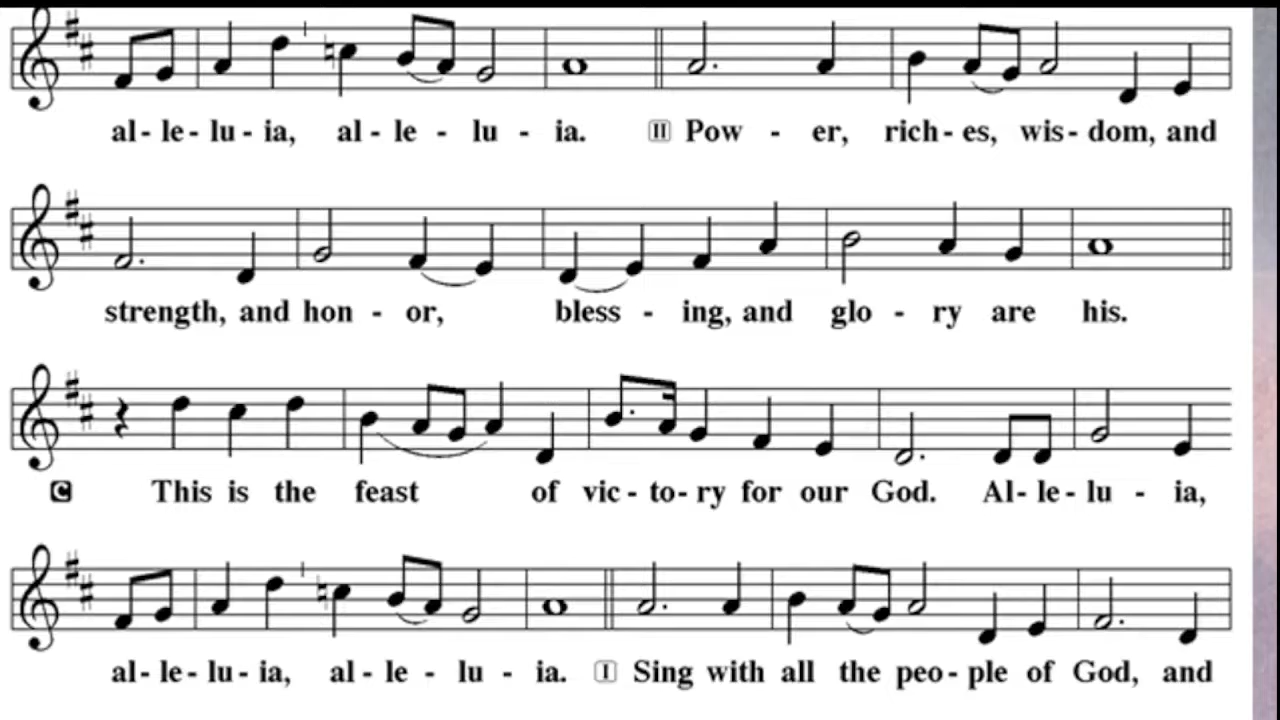 al - le - lu - ia, al - le - lu - ia. II Pow - er, rich - es, wis - dom, and
strength, and hon - or, bless - ing, and glo - ry are his.
C This is the feast of vic - to - ry for our God. Al - le - lu - ia,
al - le - lu - ia, al - le - lu - ia. I Sing with all the peo - ple of God, and